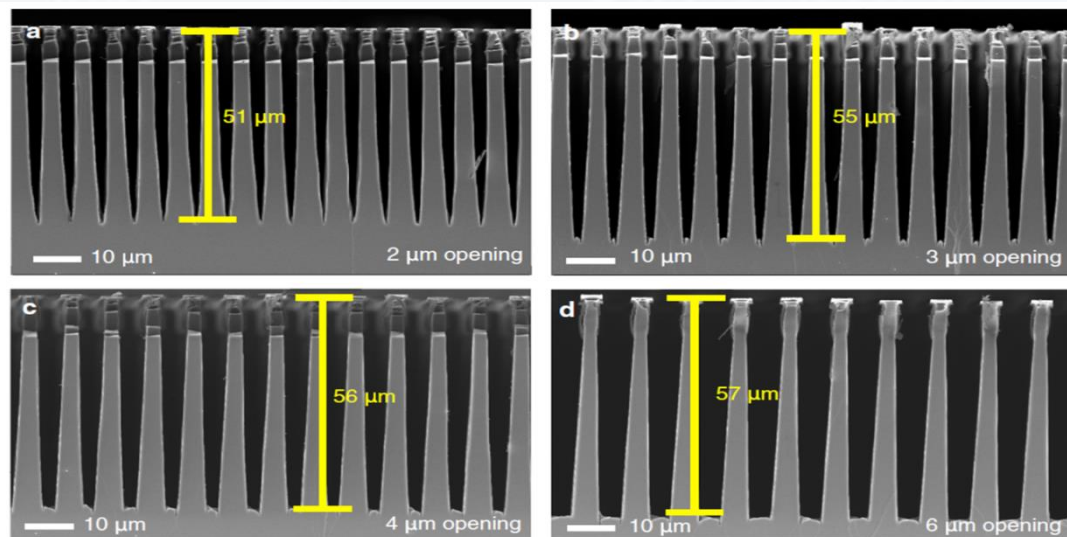 a
51 µm
10 µm
2 µm opening
b
55 µm
10 µm
3 µm opening
c
56 µm
10 µm
4 µm opening
d
57 µm
10 µm
6 µm opening